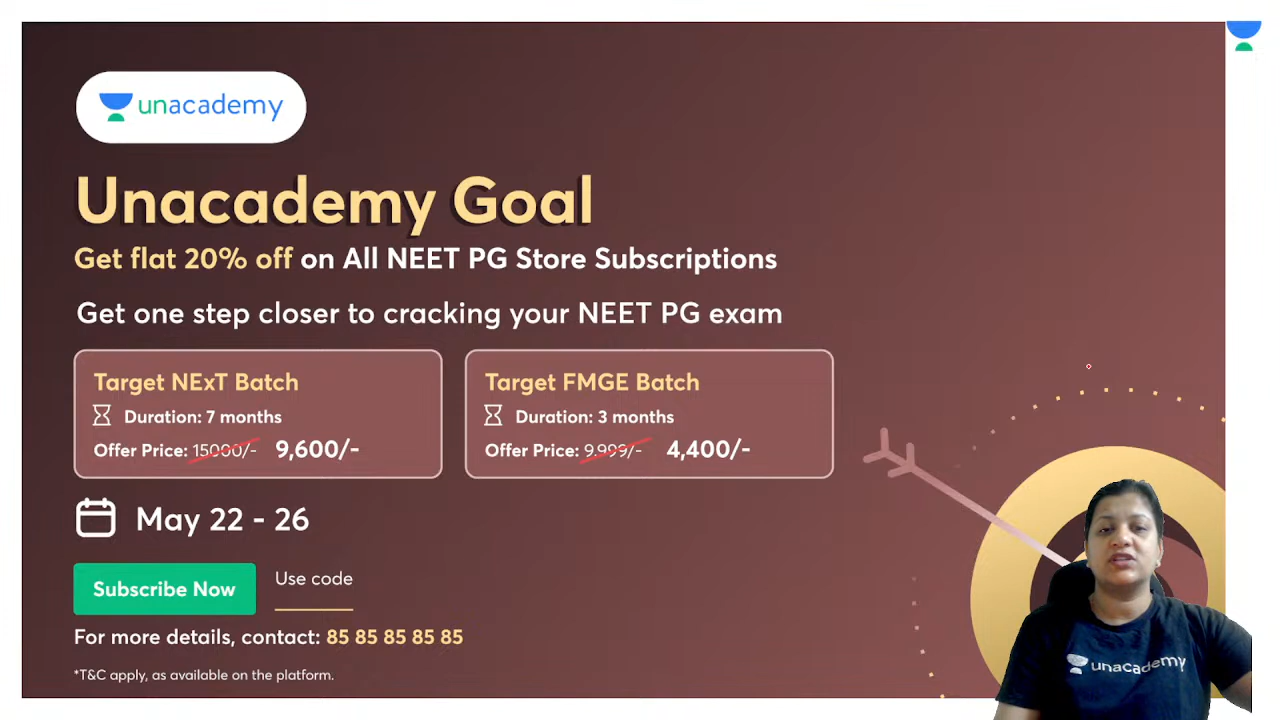 unacademy
Unacademy Goal
Get flat 20% off on All NEET PG Store Subscriptions
Get one step closer to cracking your NEET PG exam
Target NExT Batch
Duration: 7 months
Offer Price: 15000/- 9,600/-
Target FMGE Batch
Duration: 3 months
Offer Price: 9,999/- 4,400/-
May 22 - 26
Subscribe Now
Use code
For more details, contact: 85 85 85 85 85
*T&C apply, as available on the platform.
unacademy